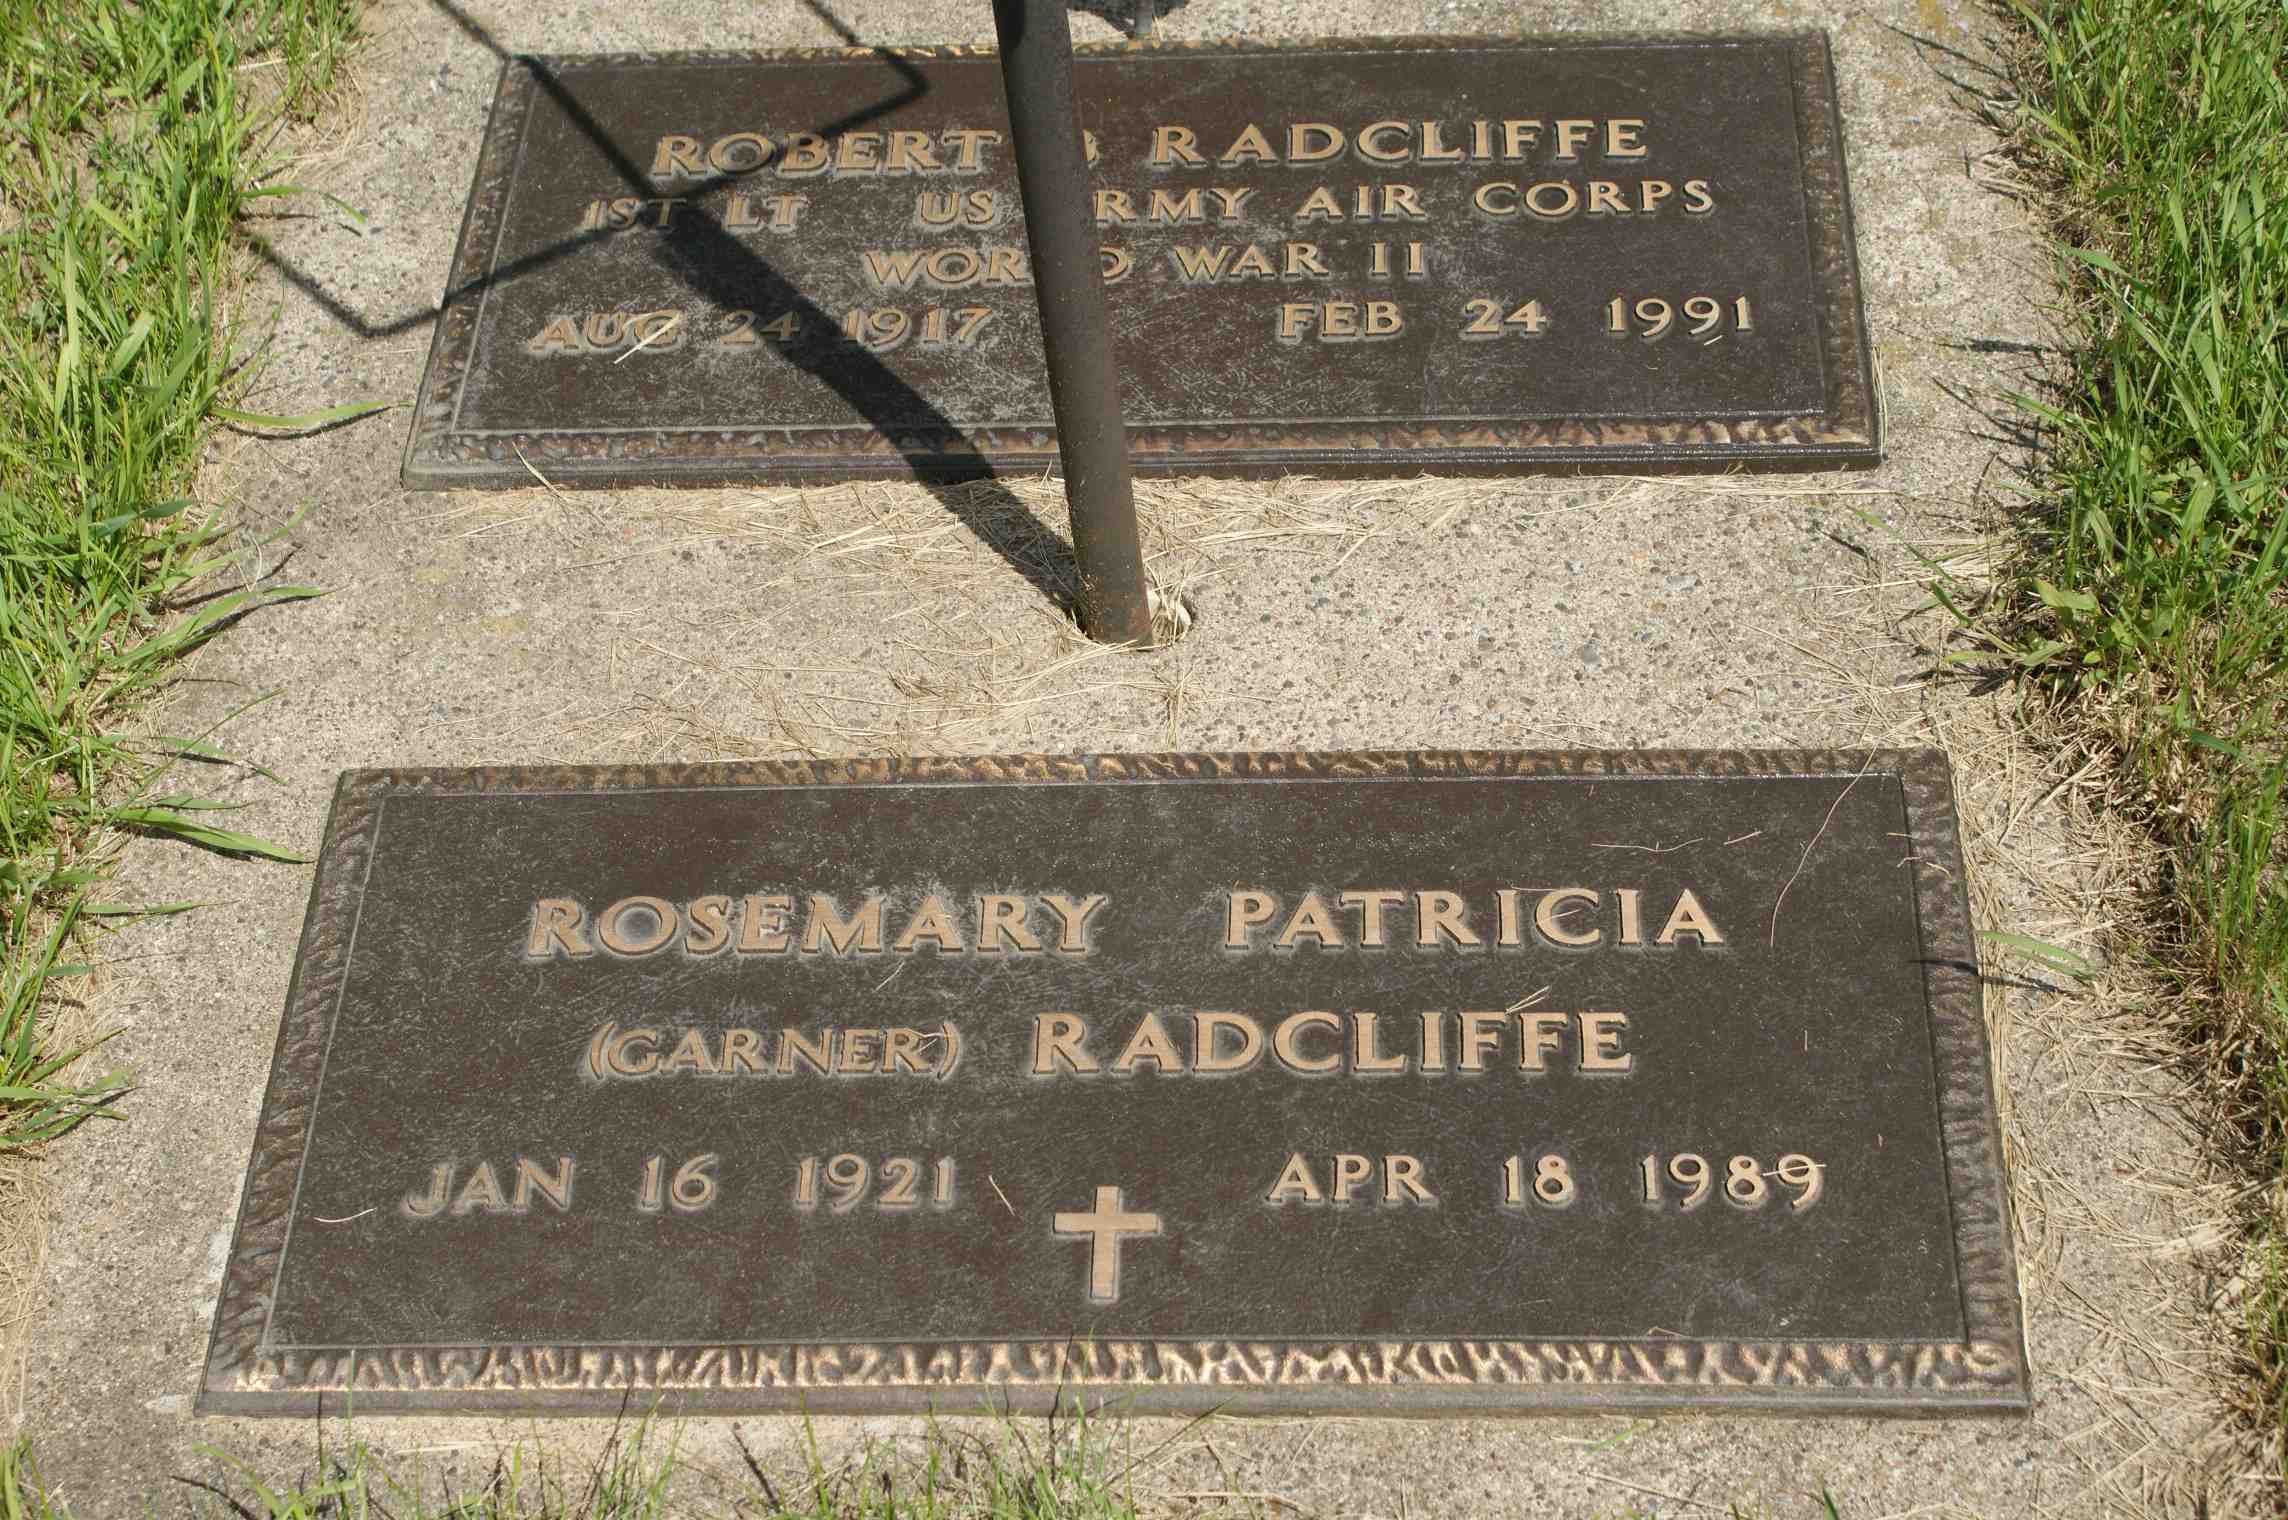 ROBERT B RADCLIFFE
1ST LT US ARMY AIR CORPS
WORLD WAR II
AUG 24 1917 FEB 24 1991
ROSEMARY PATRICIA
(GARNER) RADCLIFFE
JAN 16 1921 APR 18 1989